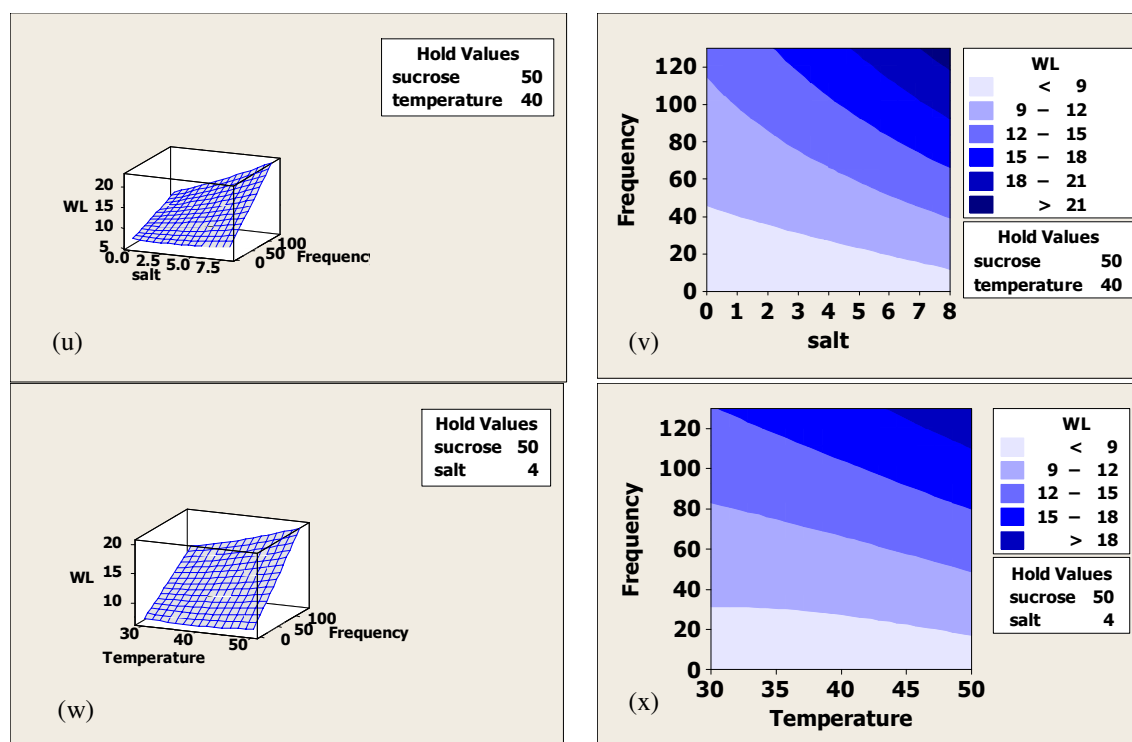 Hold Values
sucrose 50
temperature 40
20
15
WL
10
5
0.0 2.5 5.0 7.5
salt
0
50
100
Frequency
(u)
WL
< 9
9 – 12
12 – 15
15 – 18
18 – 21
> 21
Hold Values
sucrose 50
temperature 40
Frequency
120
100
80
60
40
20
0
0 1 2 3 4 5 6 7 8
salt
(v)
Hold Values
sucrose 50
salt 4
20
15
WL
10
30
40
50
Temperature
0
50
100
Frequency
(w)
WL
< 9
9 – 12
12 – 15
15 – 18
> 18
Hold Values
sucrose 50
salt 4
Frequency
120
100
80
60
40
20
0
30 35 40 45 50
Temperature
(x)